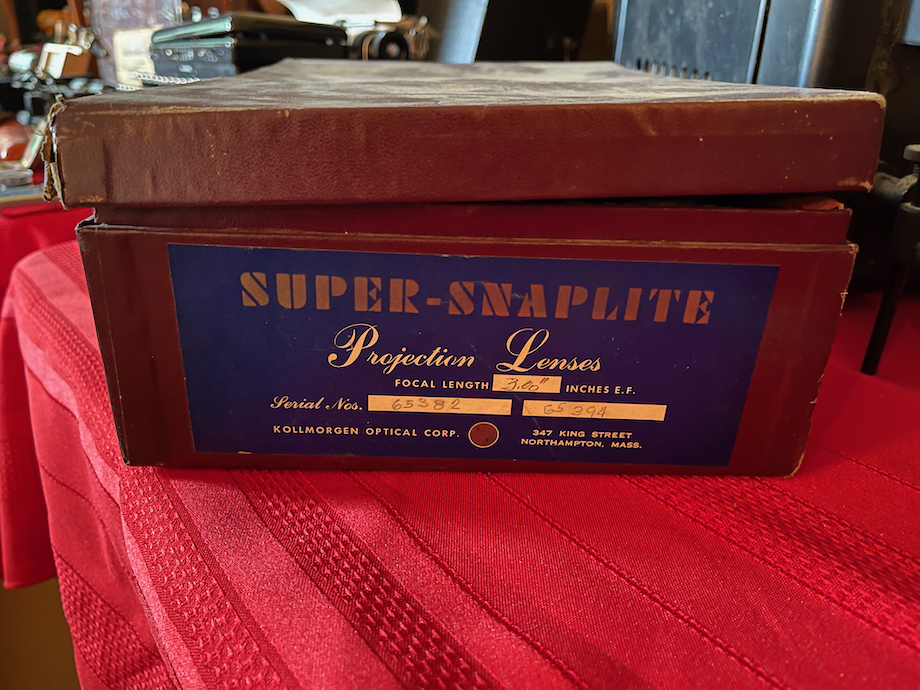 SUPER-SNAPLITE
Projection Lenses
FOCAL LENGTH 3.00" INCHES E.F.
Serial Nos. 65382 65394
KOLLMORGEN OPTICAL CORP. 347 KING STREET
NORTHAMPTON, MASS.